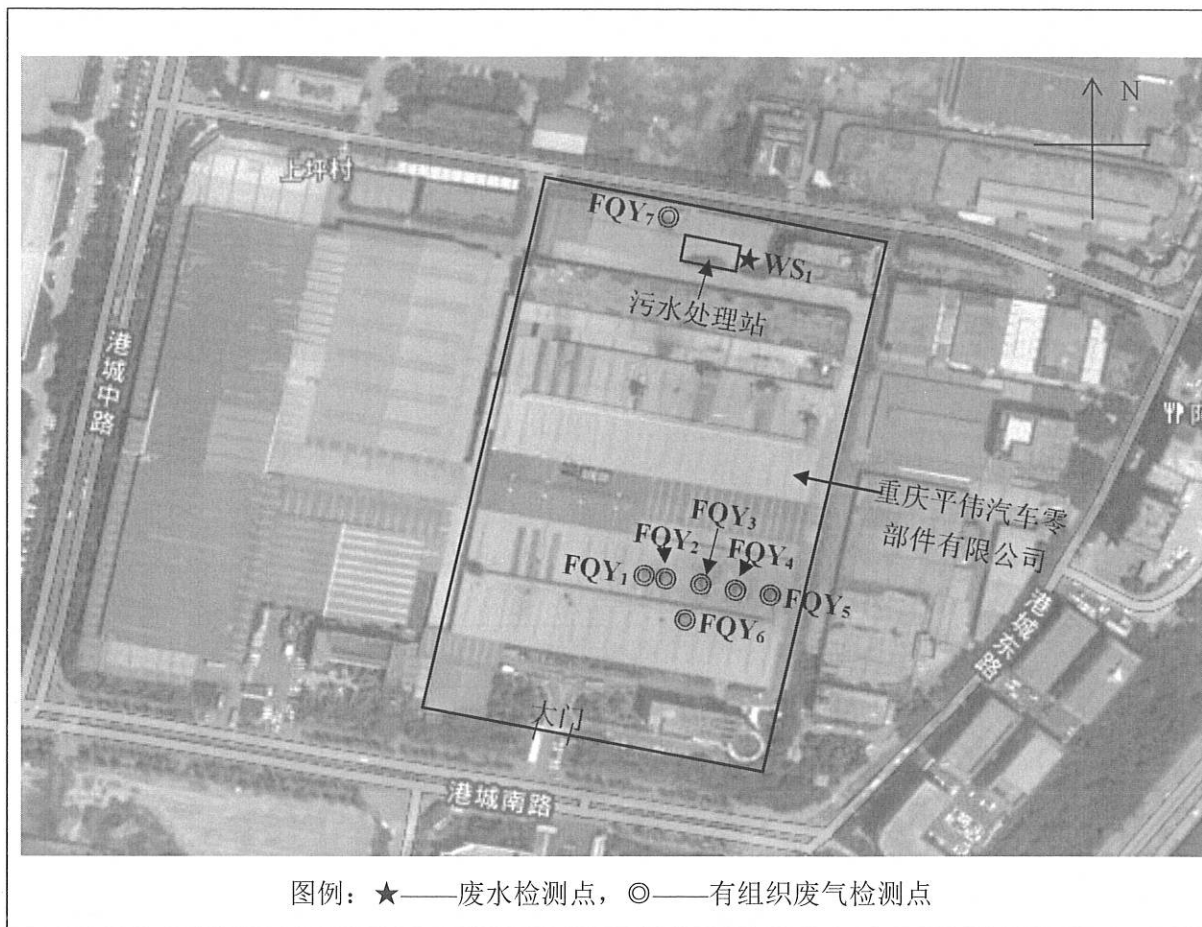 N
上坪村
FQY₇
WS₁
污水处理站
港城中路
重庆平伟汽车零
部件有限公司
FQY₃
FQY₂
FQY₄
FQY₁
FQY₅
FQY₆
港城东路
大门
港城南路
图例：★——废水检测点，◎——有组织废气检测点